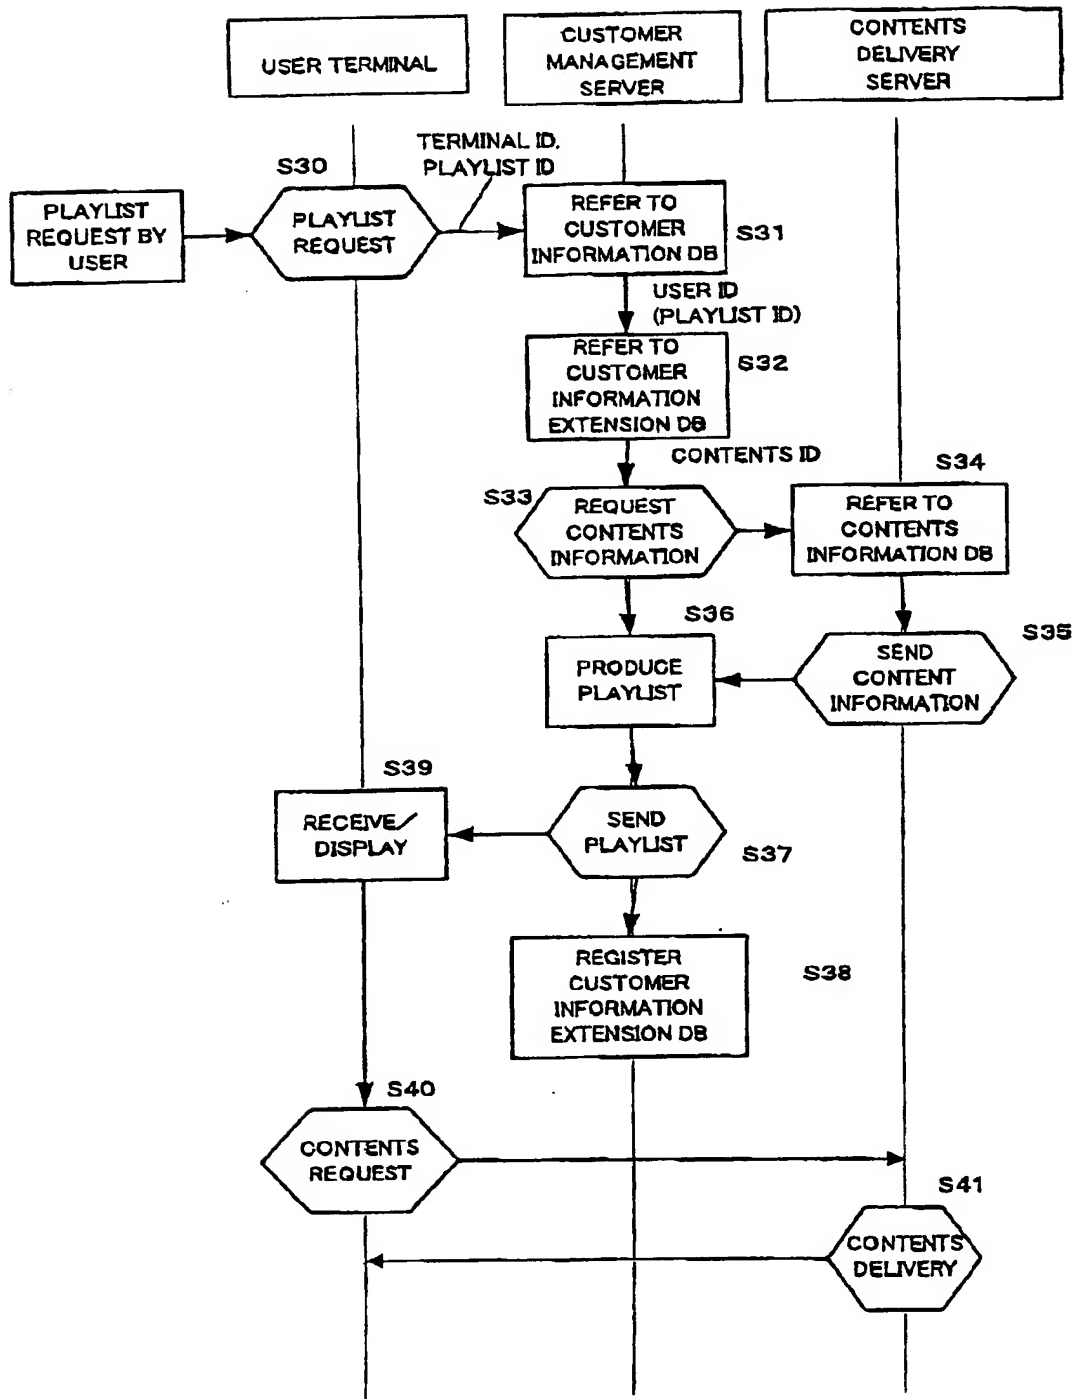 USER TERMINAL
CUSTOMER
MANAGEMENT
SERVER
CONTENTS
DELIVERY
SERVER
TERMINAL ID.
PLAYLIST ID
S30
PLAYLIST
REQUEST BY
USER
PLAYLIST
REQUEST
REFER TO
CUSTOMER
INFORMATION DB
S31
USER ID
(PLAYLIST ID)
REFER TO
CUSTOMER
INFORMATION
EXTENSION DB
S32
CONTENTS ID
S33
REQUEST
CONTENTS
INFORMATION
S34
REFER TO
CONTENTS
INFORMATION DB
S36
PRODUCE
PLAYLIST
S35
SEND
CONTENT
INFORMATION
S39
RECEIVE/
DISPLAY
SEND
PLAYLIST
S37
REGISTER
CUSTOMER
INFORMATION
EXTENSION DB
S38
S40
CONTENTS
REQUEST
S41
CONTENTS
DELIVERY